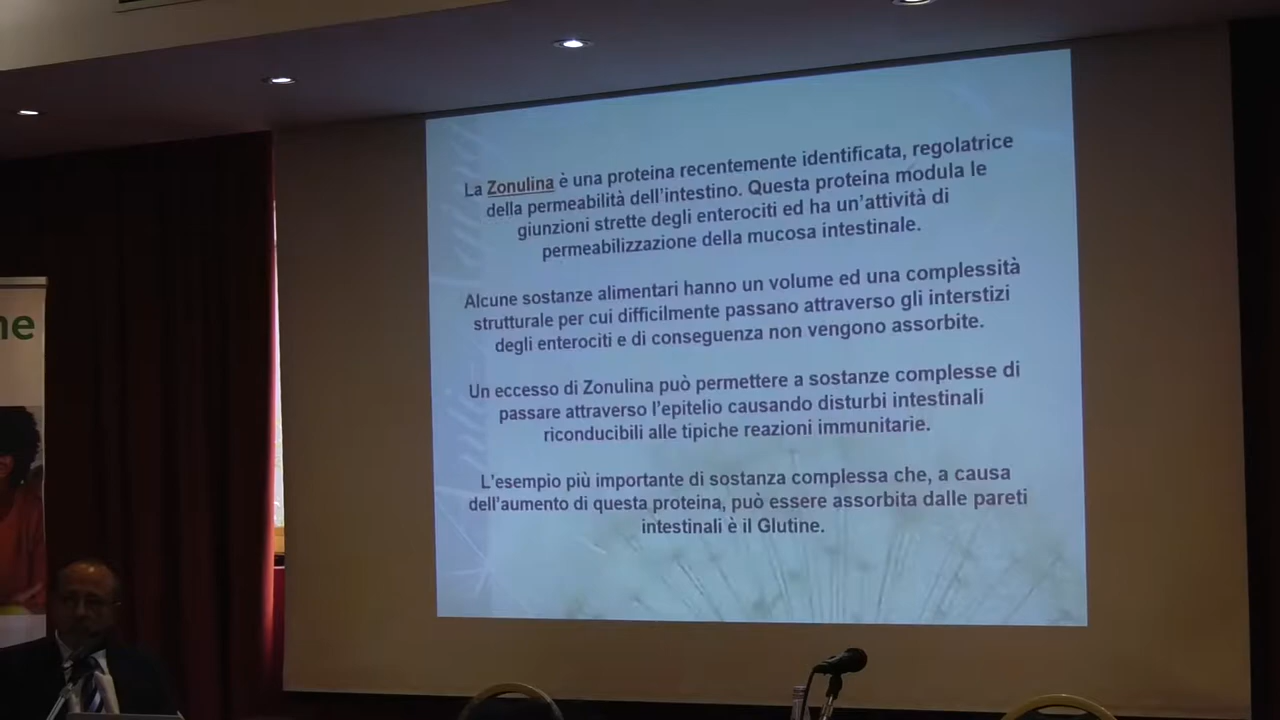 La Zonulina è una proteina recentemente identificata, regolatrice
della permeabilità dell'intestino. Questa proteina modula le
giunzioni strette degli enterociti ed ha un'attività di
permeabilizzazione della mucosa intestinale.
Alcune sostanze alimentari hanno un volume ed una complessità
strutturale per cui difficilmente passano attraverso gli interstizi
degli enterociti e di conseguenza non vengono assorbite.
Un eccesso di Zonulina può permettere a sostanze complesse di
passare attraverso l'epitelio causando disturbi intestinali
riconducibili alle tipiche reazioni immunitarie.
L'esempio più importante di sostanza complessa che, a causa
dell'aumento di questa proteina, può essere assorbita dalle pareti
intestinali è il Glutine.
ne